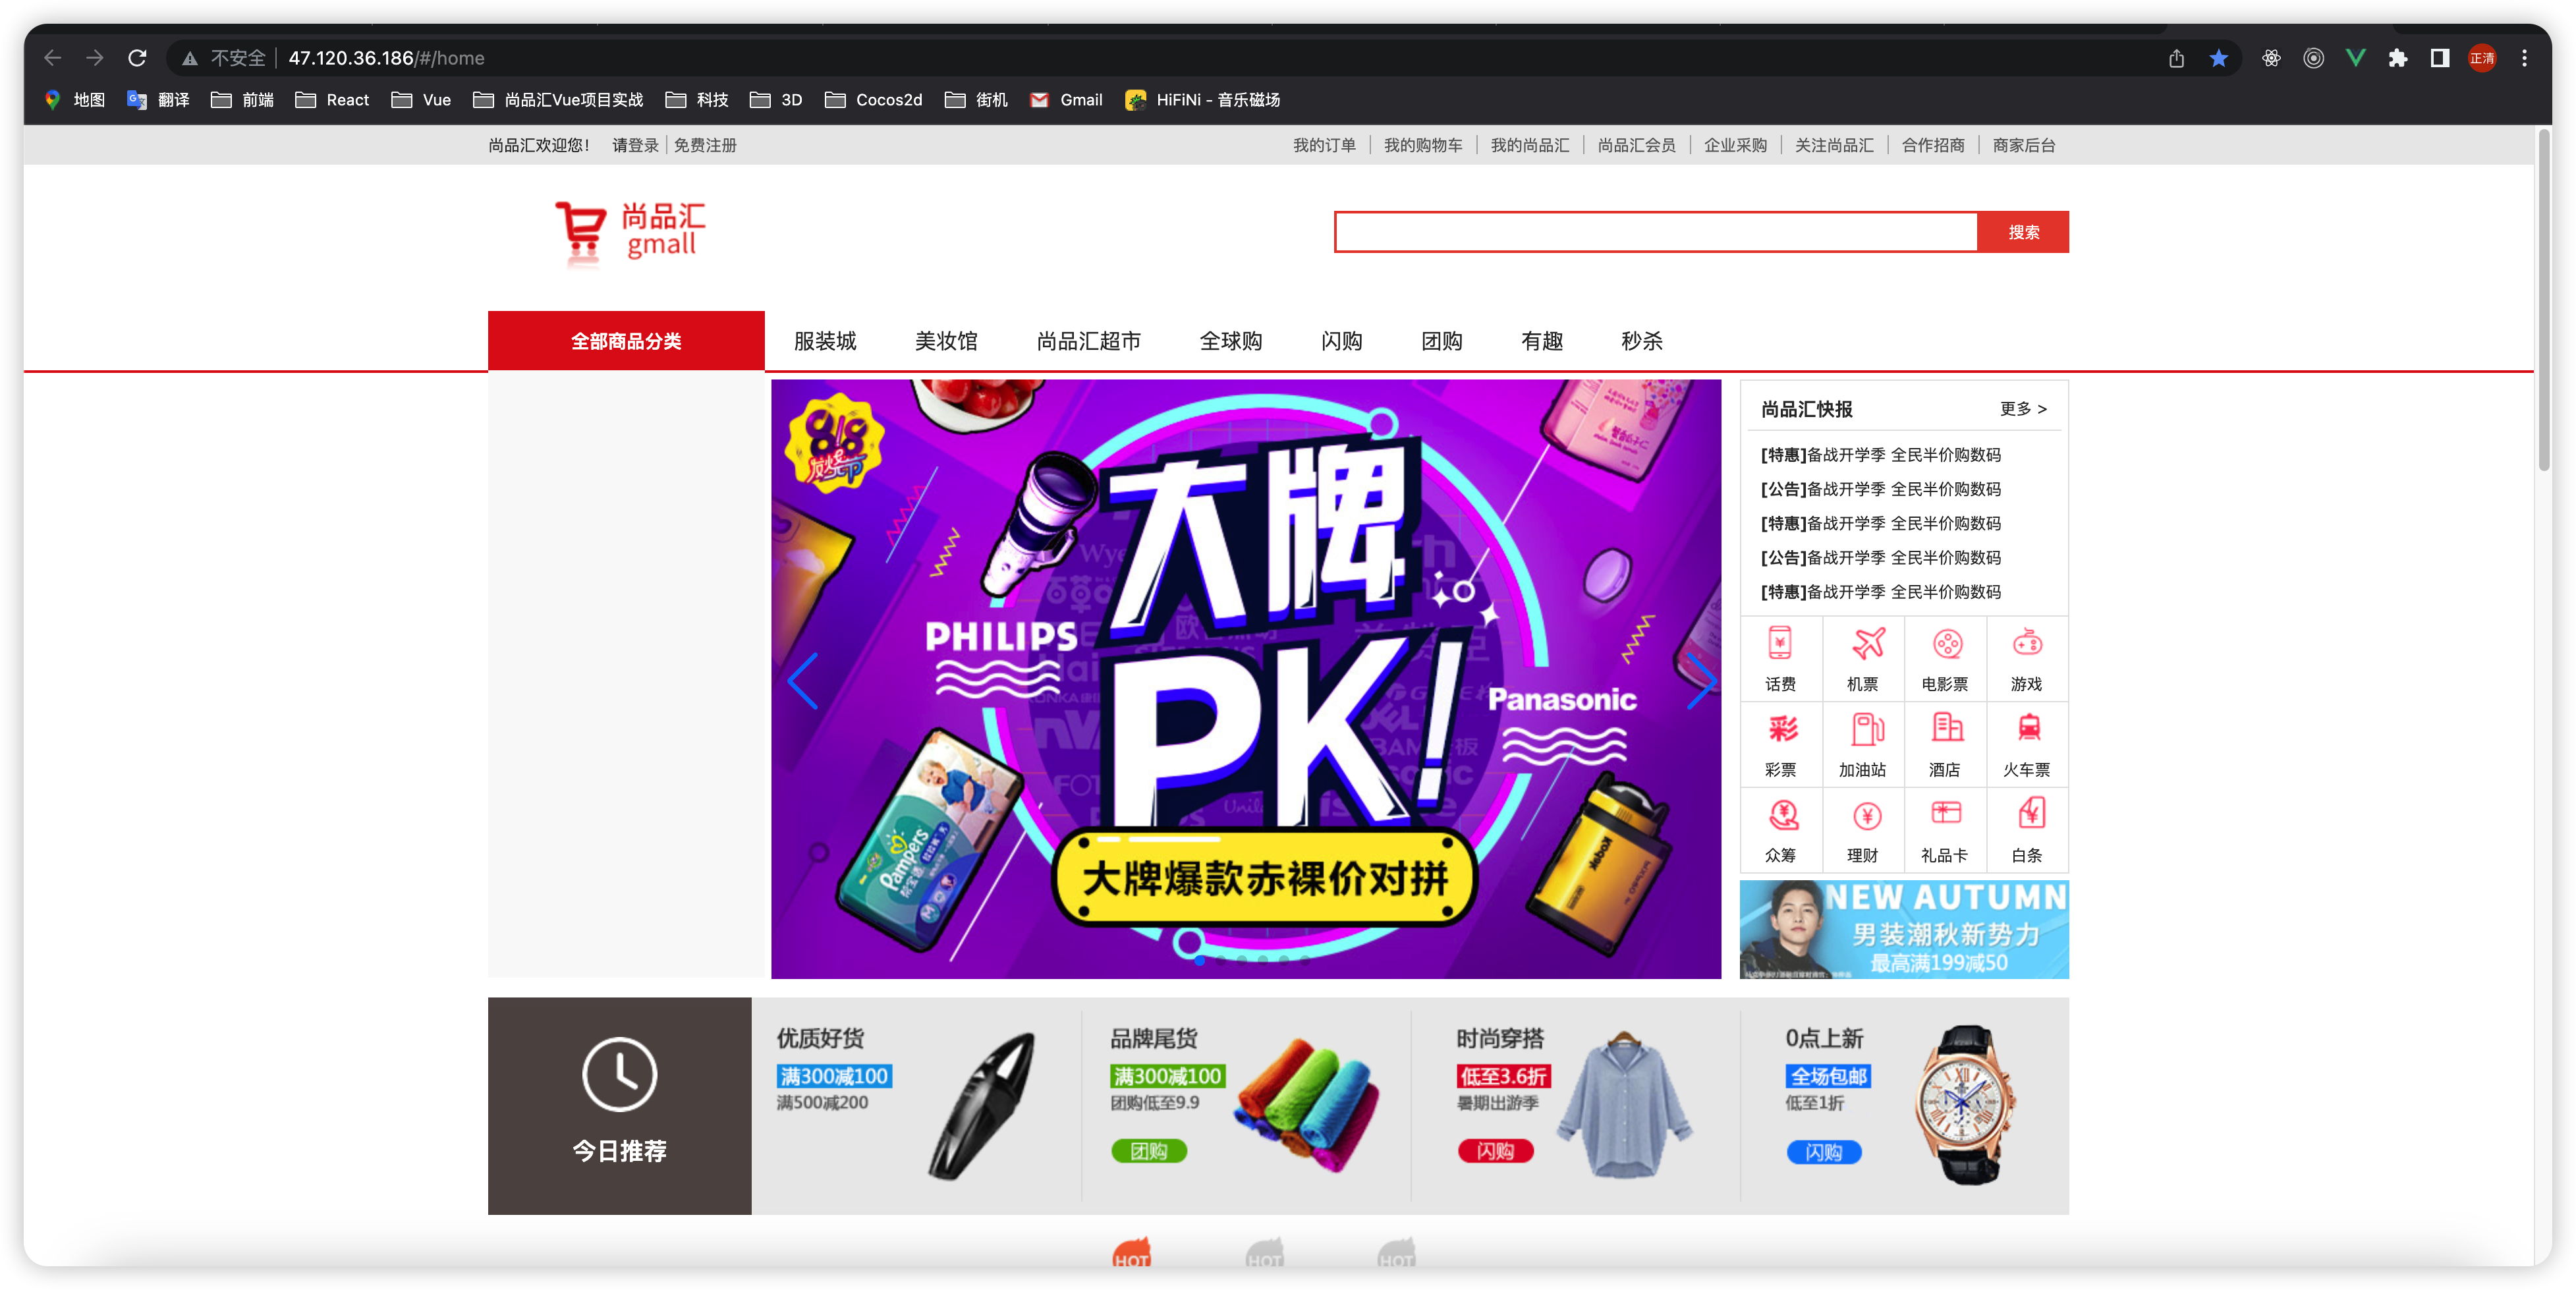 不安全 47.120.36.186/#/home 正清
地图 翻译 前端 React Vue 尚品汇Vue项目实战 科技 3D Cocos2d 街机 Gmail HiFiNi - 音乐磁场
尚品汇欢迎您! 请登录 免费注册 我的订单 我的购物车 我的尚品汇 尚品汇会员 企业采购 关注尚品汇 合作招商 商家后台
尚品汇
gmall
搜索
全部商品分类 服装城 美妆馆 尚品汇超市 全球购 闪购 团购 有趣 秒杀
大牌
PK!
PHILIPS
Panasonic
Pampers
Kodak
大牌爆款赤裸价对拼
尚品汇快报 更多 >
[特惠]备战开学季 全民半价购数码
[公告]备战开学季 全民半价购数码
[特惠]备战开学季 全民半价购数码
[公告]备战开学季 全民半价购数码
[特惠]备战开学季 全民半价购数码
话费 机票 电影票 游戏
彩
彩票 加油站 酒店 火车票
众筹 理财 礼品卡 白条
NEW AUTUMN
男装潮秋新势力
最高满199减50
今日推荐
优质好货
满300减100
满500减200
品牌尾货
满300减100
团购低至9.9
团购
时尚穿搭
低至3.6折
暑期出游季
闪购
0点上新
全场包邮
低至1折
闪购
HOT HOT HOT